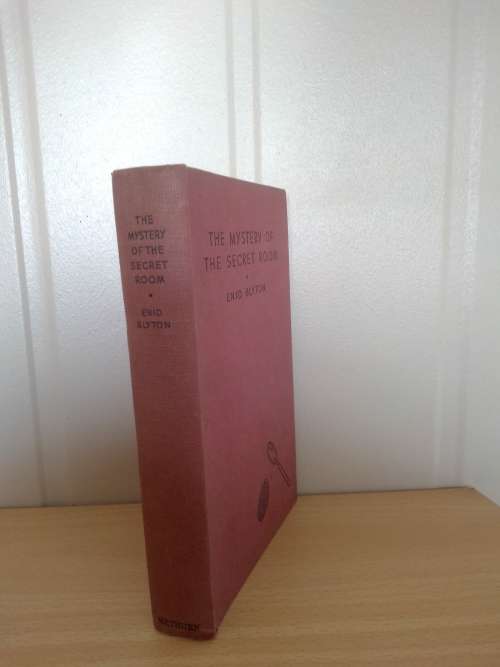 THE
MYSTERY
OF THE
SECRET
ROOM
•
ENID
BLYTON
METHUEN
THE MYSTERY OF
THE SECRET ROOM
•
ENID BLYTON